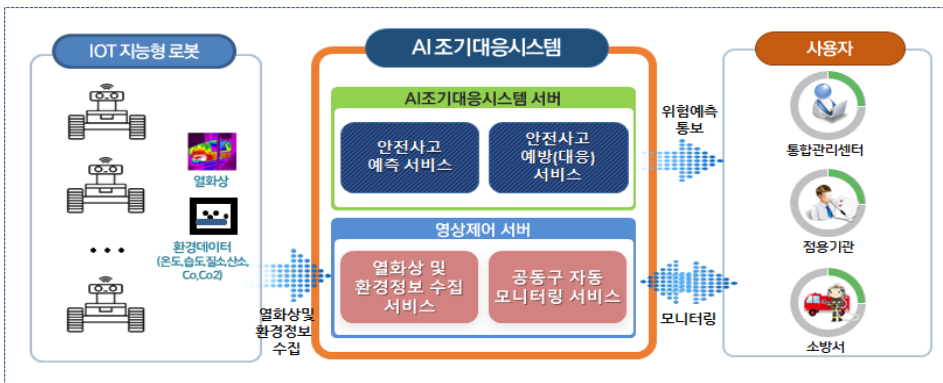 IOT 지능형 로봇
열화상
환경데이터
(온도,습도,질소,산소,
Co,Co2)
열화상및
환경정보
수집
AI 조기대응시스템
AI조기대응시스템 서버
안전사고
예측 서비스
안전사고
예방(대응)
서비스
영상제어 서버
열화상 및
환경정보 수집
서비스
공동구 자동
모니터링 서비스
위험예측
통보
모니터링
사용자
통합관리센터
점용기관
소방서